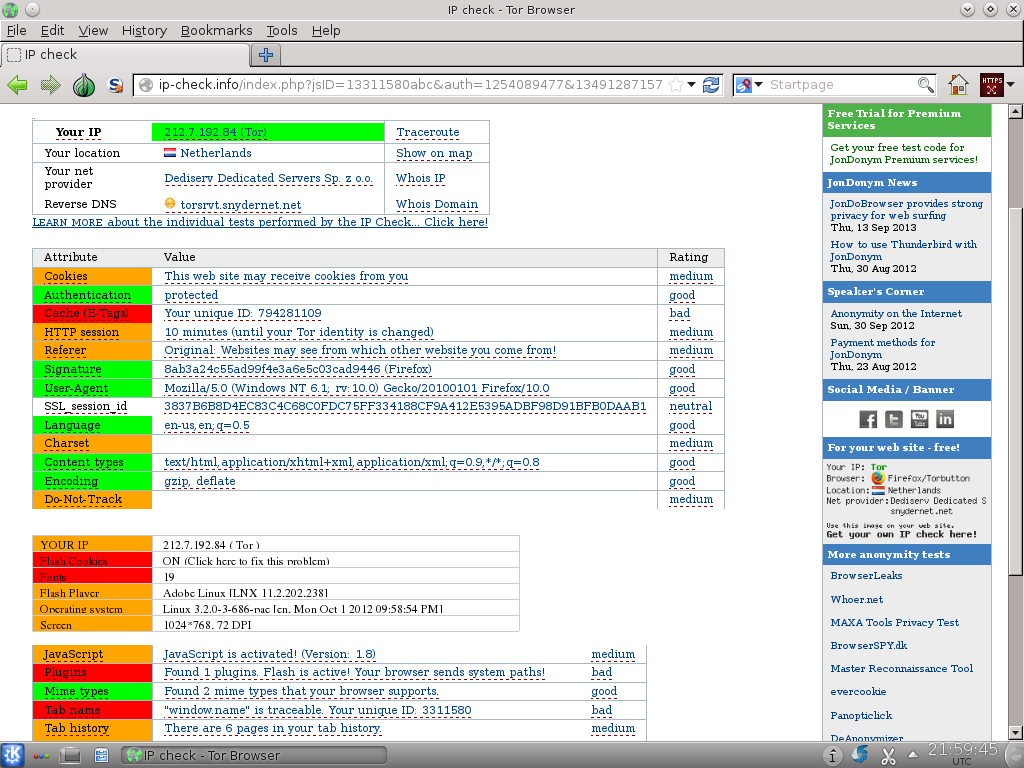 IP check - Tor Browser
File Edit View History Bookmarks Tools Help
IP check
ip-check.info/index.php?jsID=13311580abc&auth=1254089477&13491287157
Startpage
HTTPS
Your IP 212.7.192.84 (Tor) Traceroute
Your location Netherlands Show on map
Your net provider Dediserv Dedicated Servers Sp. z o.o. Whois IP
Reverse DNS torsrvt.snydernet.net Whois Domain
LEARN MORE about the individual tests performed by the IP Check... Click here!
Attribute Value Rating
Cookies This web site may receive cookies from you medium
Authentication protected good
Cache (E-Tags) Your unique ID: 794281109 bad
HTTP session 10 minutes (until your Tor identity is changed) medium
Referer Original: Websites may see from which other website you come from! medium
Signature 8ab3a24c55ad99f4e3a6e5c03cad9446 (Firefox) good
User-Agent Mozilla/5.0 (Windows NT 6.1; rv:10.0) Gecko/20100101 Firefox/10.0 good
SSL_session_id 3837B6B8D4EC83C4C68C0FDC75FF334188CF9A412E5395ADBF98D91BFB0DAAB1 neutral
Language en-us,en;q=0.5 good
Charset medium
Content types text/html,application/xhtml+xml,application/xml;q=0.9,*/*;q=0.8 good
Encoding gzip, deflate good
Do-Not-Track medium
YOUR IP 212.7.192.84 ( Tor )
Flash Cookies ON (Click here to fix this problem)
Fonts 19
Flash Player Adobe Linux [LNX 11.2.202.238]
Operating system Linux 3.2.0-3-686-pae [en, Mon Oct 1 2012 09:58:54 PM]
Screen 1024*768, 72 DPI
JavaScript JavaScript is activated! (Version: 1.8) medium
Plugins Found 1 plugins. Flash is active! Your browser sends system paths! bad
Mime types Found 2 mime types that your browser supports. good
Tab name "window.name" is traceable. Your unique ID: 3311580 bad
Tab history There are 6 pages in your tab history. medium
Free Trial for Premium
Services
Get your free test code for
JonDonym Premium services!
JonDonym News
JonDoBrowser provides strong
privacy for web surfing
Thu, 13 Sep 2013
How to use Thunderbird with
JonDonym
Thu, 30 Aug 2012
Speaker's Corner
Anonymity on the Internet
Sun, 30 Sep 2012
Payment methods for
JonDonym
Thu, 23 Aug 2012
Social Media / Banner
f t You Tube in
For your web site - free!
Your IP: Tor
Browser: Firefox/Torbutton
Location: Netherlands
Net provider: Dediserv Dedicated S
snydernet.net
Use this image on your web site.
Get your own IP check here!
More anonymity tests
BrowserLeaks
Whoer.net
MAXA Tools Privacy Test
BrowserSPY.dk
Master Reconnaissance Tool
evercookie
Panopticlick
DeAnonymizer
IP check - Tor Browser
21:59:45
UTC